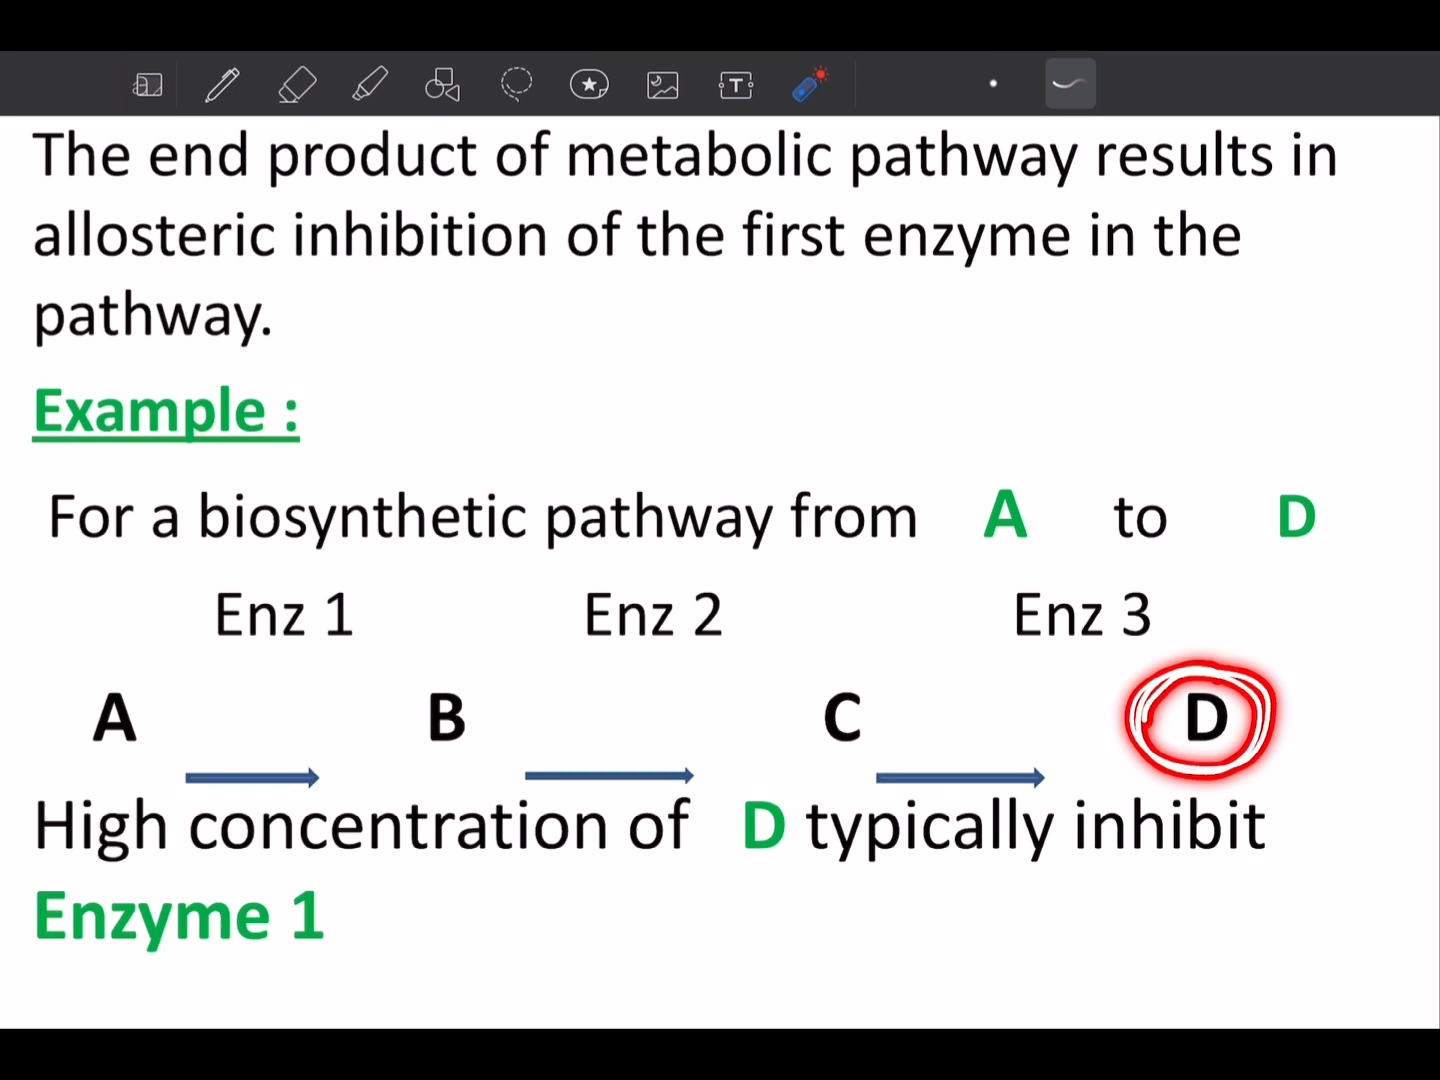 The end product of metabolic pathway results in
allosteric inhibition of the first enzyme in the
pathway.
Example :
For a biosynthetic pathway from A to D
Enz 1 Enz 2 Enz 3
A B C D
High concentration of D typically inhibit
Enzyme 1